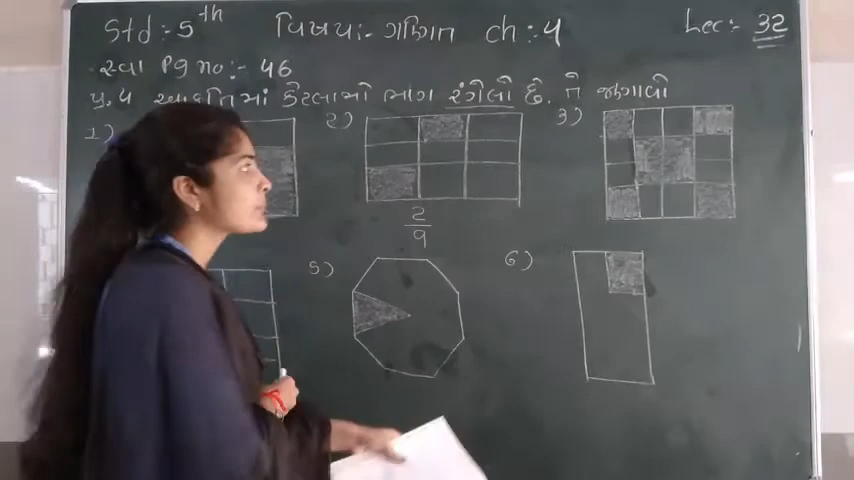 Std :- 5th વિષય :- ગણિત ch : 4 Lec :- 32
સ્વા Pg no :- 46
પ્ર. 4 આકૃતિમાં કેટલામો ભાગ રંગેલો છે. તે જણાવો
1) 2) 3)
2/9
5) 6)